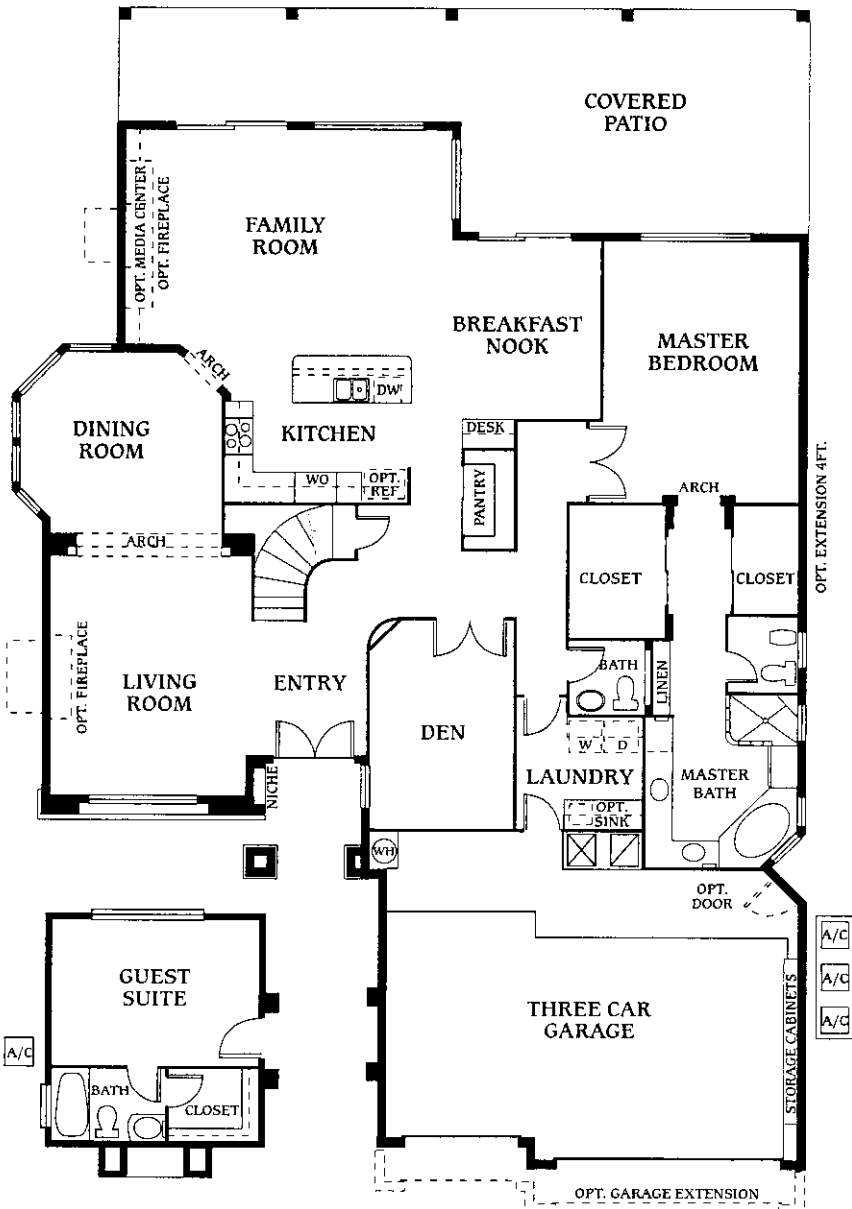 COVERED
PATIO
FAMILY
ROOM
OPT. MEDIA CENTER
OPT. FIREPLACE
BREAKFAST
NOOK
MASTER
BEDROOM
ARCH
DW
DINING
ROOM
KITCHEN
DESK
WO
OPT.
REF
PANTRY
ARCH
OPT. EXTENSION 4FT.
ARCH
CLOSET
CLOSET
OPT. FIREPLACE
LIVING
ROOM
ENTRY
BATH
LINEN
DEN
W
D
LAUNDRY
OPT.
SINK
MASTER
BATH
NICHE
WH
OPT.
DOOR
A/C
A/C
A/C
GUEST
SUITE
THREE CAR
GARAGE
STORAGE CABINETS
A/C
BATH
CLOSET
OPT. GARAGE EXTENSION